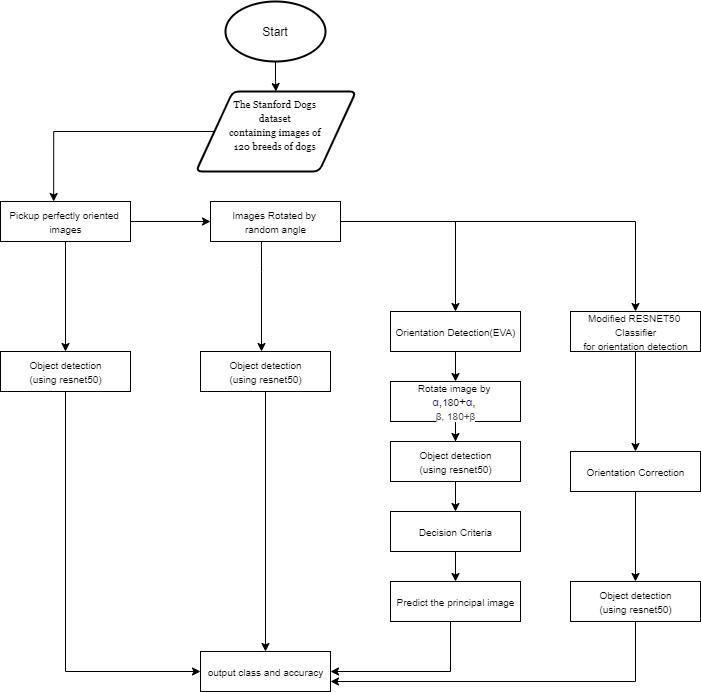 Start
The Stanford Dogs
dataset
containing images of
120 breeds of dogs
Pickup perfectly oriented
images
Images Rotated by
random angle
Orientation Detection(EVA)
Modified RESNET50
Classifier
for orientation detection
Object detection
(using resnet50)
Object detection
(using resnet50)
Rotate image by
α,180+α,
β, 180+β
Object detection
(using resnet50)
Orientation Correction
Decision Criteria
Predict the principal image
Object detection
(using resnet50)
output class and accuracy